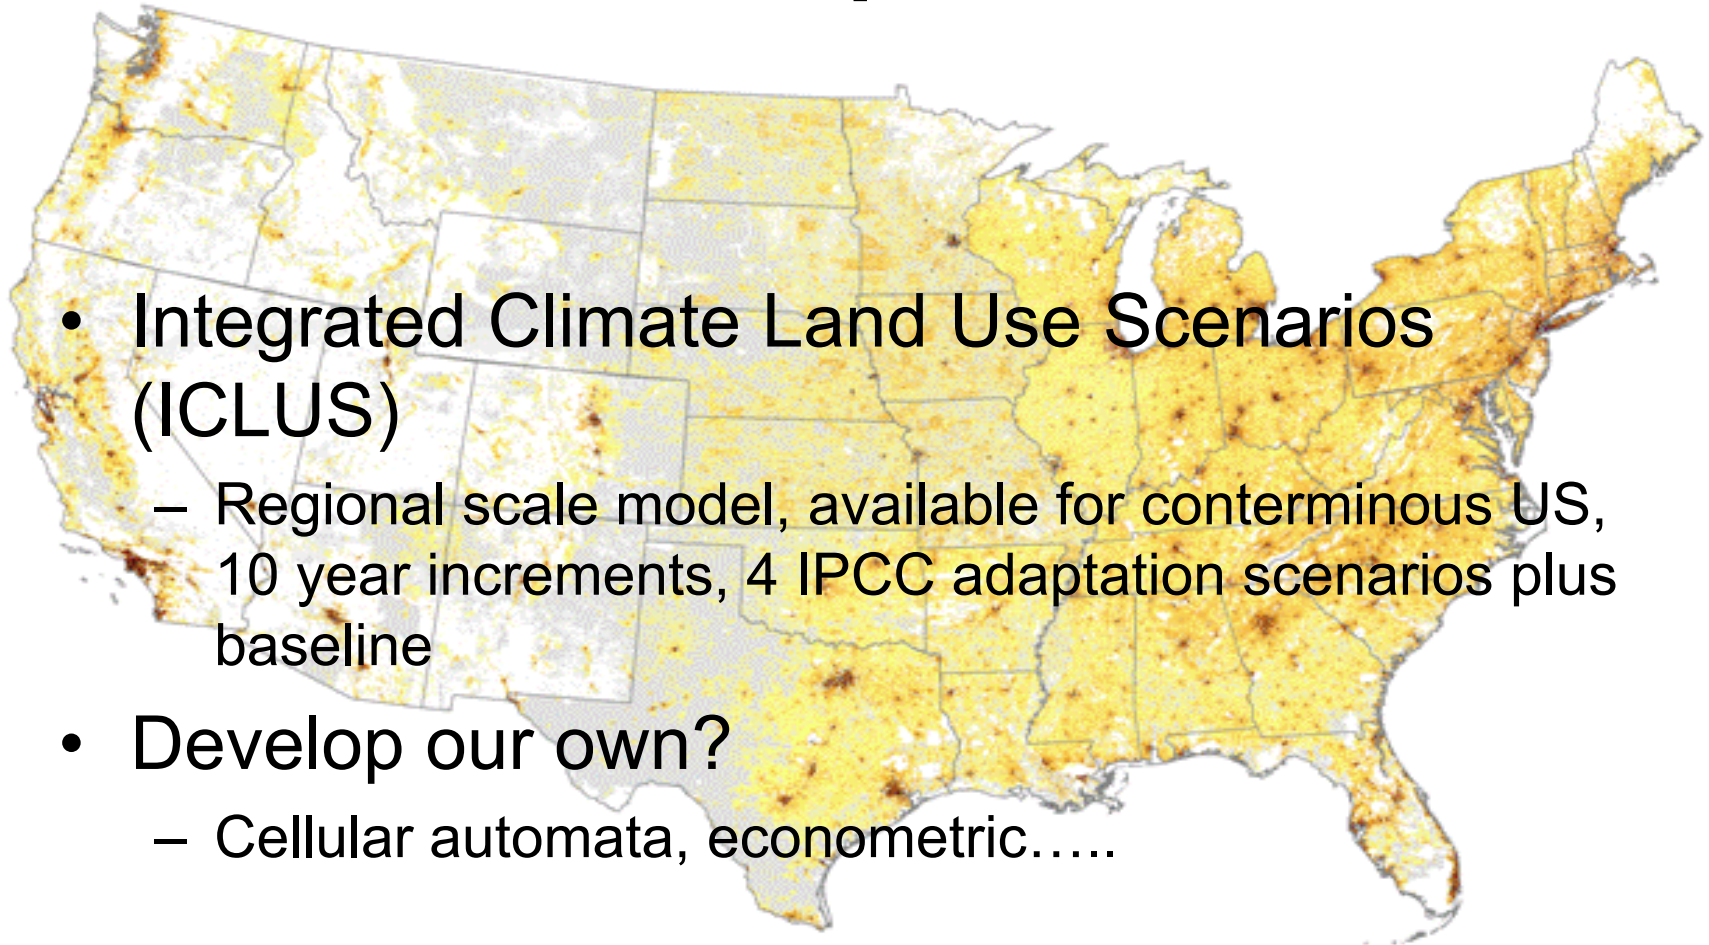 • Integrated Climate Land Use Scenarios
(ICLUS)
– Regional scale model, available for conterminous US,
10 year increments, 4 IPCC adaptation scenarios plus
baseline
• Develop our own?
– Cellular automata, econometric…..